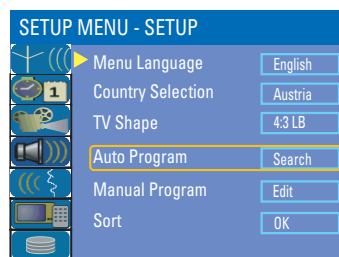 SETUP MENU - SETUP
Menu Language English
Country Selection Austria
TV Shape 4:3 LB
Auto Program Search
Manual Program Edit
Sort OK
1